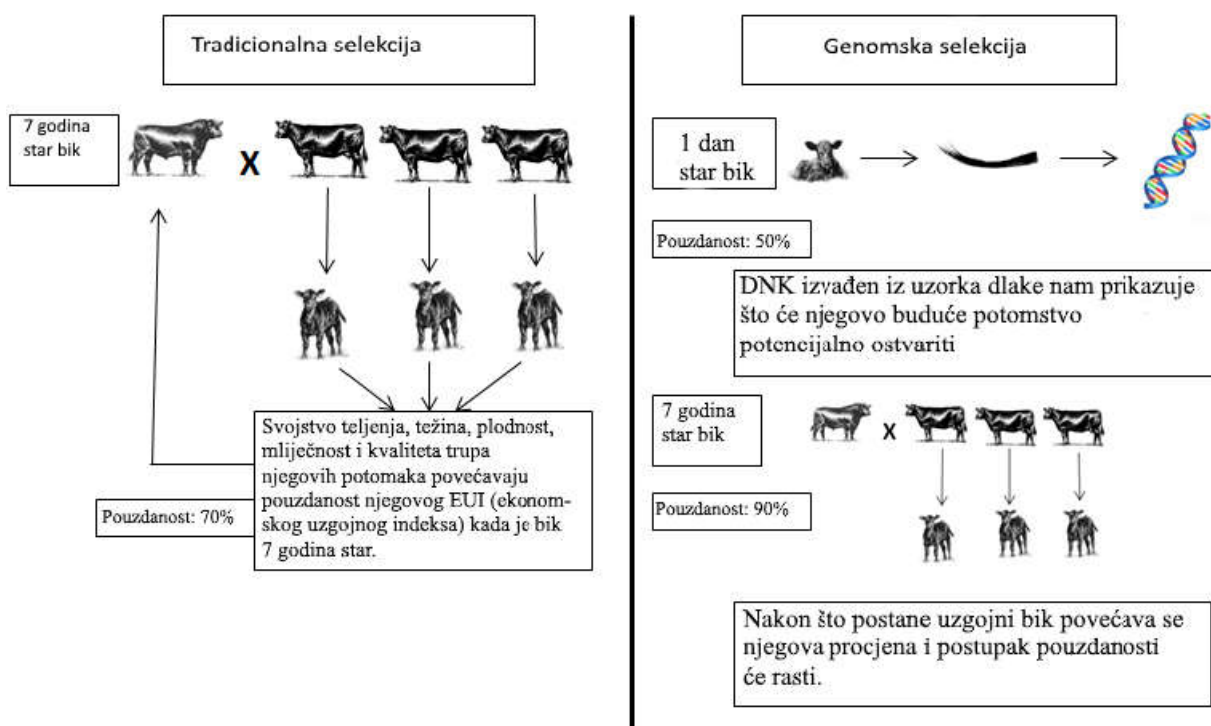 Tradicionalna selekcija
7 godina
star bik
X
Svojstvo teljenja, težina, plodnost,
mliječnost i kvaliteta trupa
njegovih potomaka povećavaju
pouzdanost njegovog EUI (ekonom-
skog uzgojnog indeksa) kada je bik
7 godina star.
Pouzdanost: 70%
Genomska selekcija
1 dan
star bik
Pouzdanost: 50%
DNK izvađen iz uzorka dlake nam prikazuje
što će njegovo buduće potomstvo
potencijalno ostvariti
7 godina
star bik
X
Pouzdanost: 90%
Nakon što postane uzgojni bik povećava se
njegova procjena i postupak pouzdanosti
će rasti.